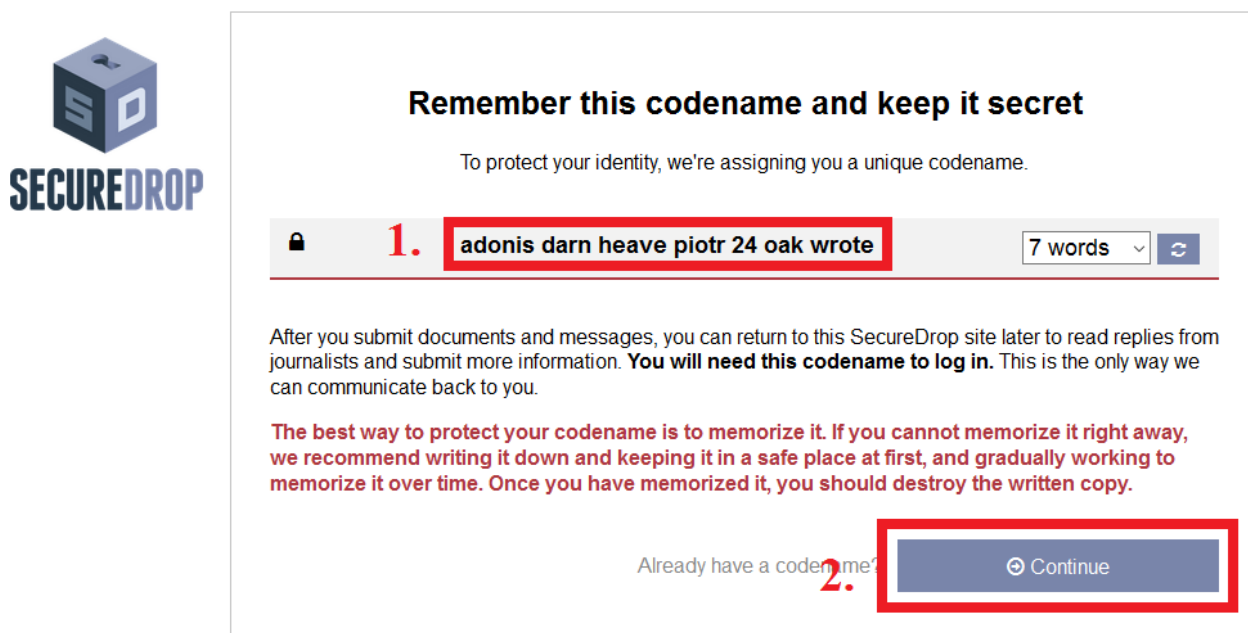 SD
SECUREDROP
Remember this codename and keep it secret
To protect your identity, we're assigning you a unique codename.
1. adonis darn heave piotr 24 oak wrote 7 words
After you submit documents and messages, you can return to this SecureDrop site later to read replies from
journalists and submit more information. You will need this codename to log in. This is the only way we
can communicate back to you.
The best way to protect your codename is to memorize it. If you cannot memorize it right away,
we recommend writing it down and keeping it in a safe place at first, and gradually working to
memorize it over time. Once you have memorized it, you should destroy the written copy.
Already have a codename? 2. Continue